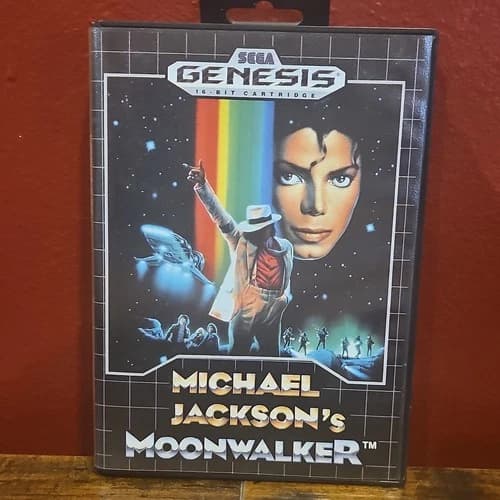 SEGA
GENESIS
16-BIT CARTRIDGE
MICHAEL
JACKSON's
MOONWALKER™